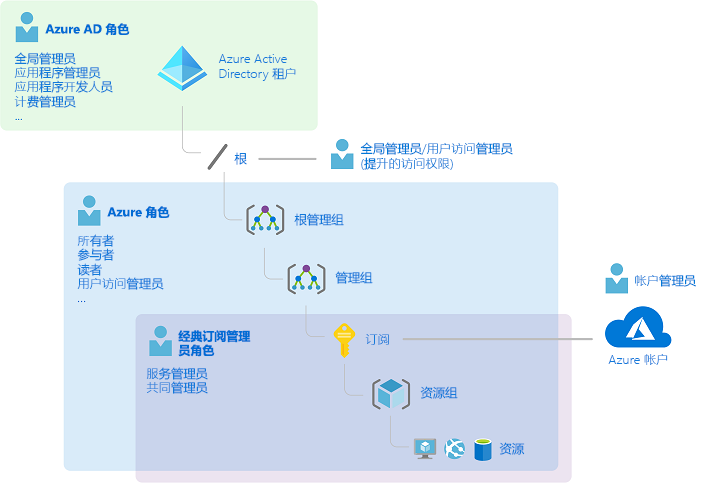 Azure AD 角色
全局管理员
应用程序管理员
应用程序开发人员
计费管理员
...
Azure Active
Directory 租户
根
全局管理员/用户访问管理员
(提升的访问权限)
Azure 角色
所有者
参与者
读者
用户访问管理员
...
根管理组
管理组
帐户管理员
Azure 帐户
经典订阅管理
员角色
服务管理员
共同管理员
订阅
资源组
资源